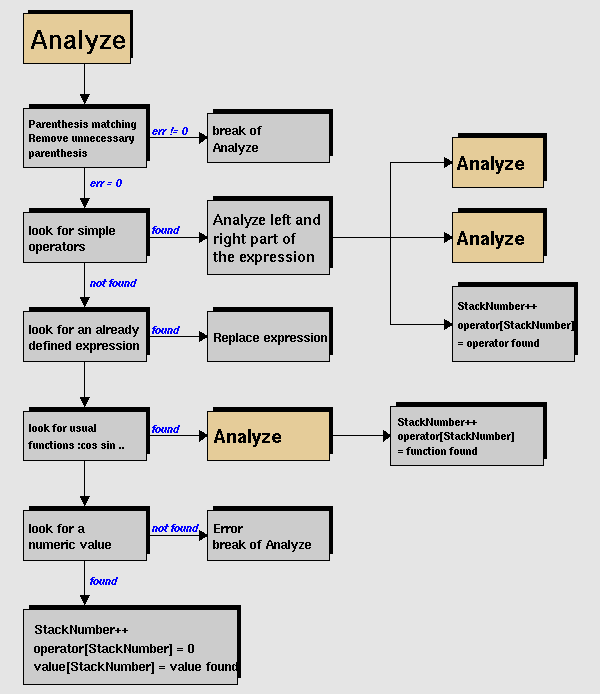 Analyze
Parenthesis matching
Remove unnecessary
parenthesis
err != 0
break of
Analyze
err = 0
look for simple
operators
found
Analyze left and
right part of
the expression
Analyze
Analyze
StackNumber++
operator[StackNumber]
= operator found
not found
look for an already
defined expression
found
Replace expression
look for usual
functions :cos sin ..
found
Analyze
StackNumber++
operator[StackNumber]
= function found
look for a
numeric value
not found
Error
break of Analyze
found
StackNumber++
operator[StackNumber] = 0
value[StackNumber] = value found